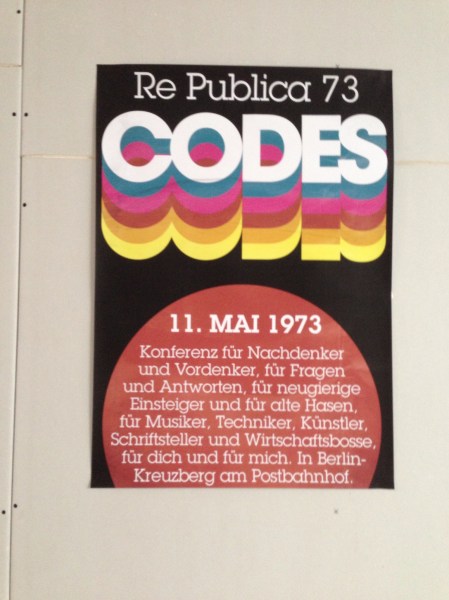 Re Publica 73
CODES
11. MAI 1973
Konferenz für Nachdenker
und Vordenker, für Fragen
und Antworten, für neugierige
Einsteiger und für alte Hasen,
für Musiker, Techniker, Künstler,
Schriftsteller und Wirtschaftsbosse,
für dich und für mich. In Berlin-
Kreuzberg am Postbahnhof.